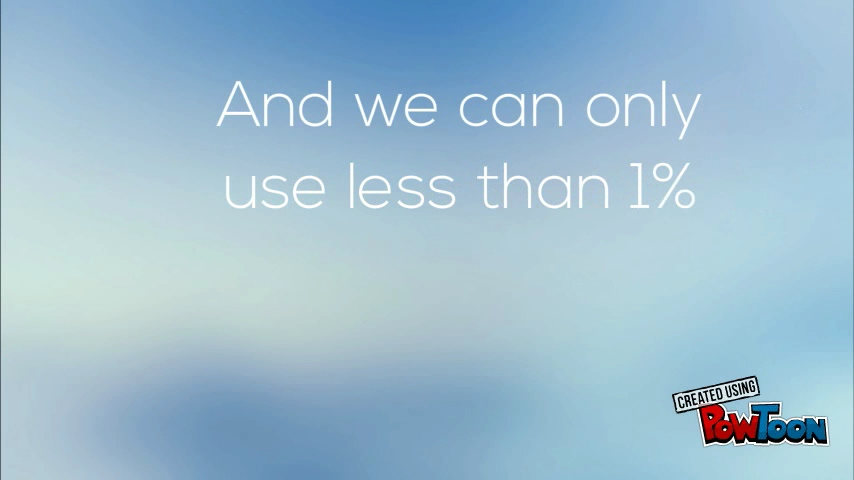 And we can only
use less than 1%
CREATED USING
POWTOON